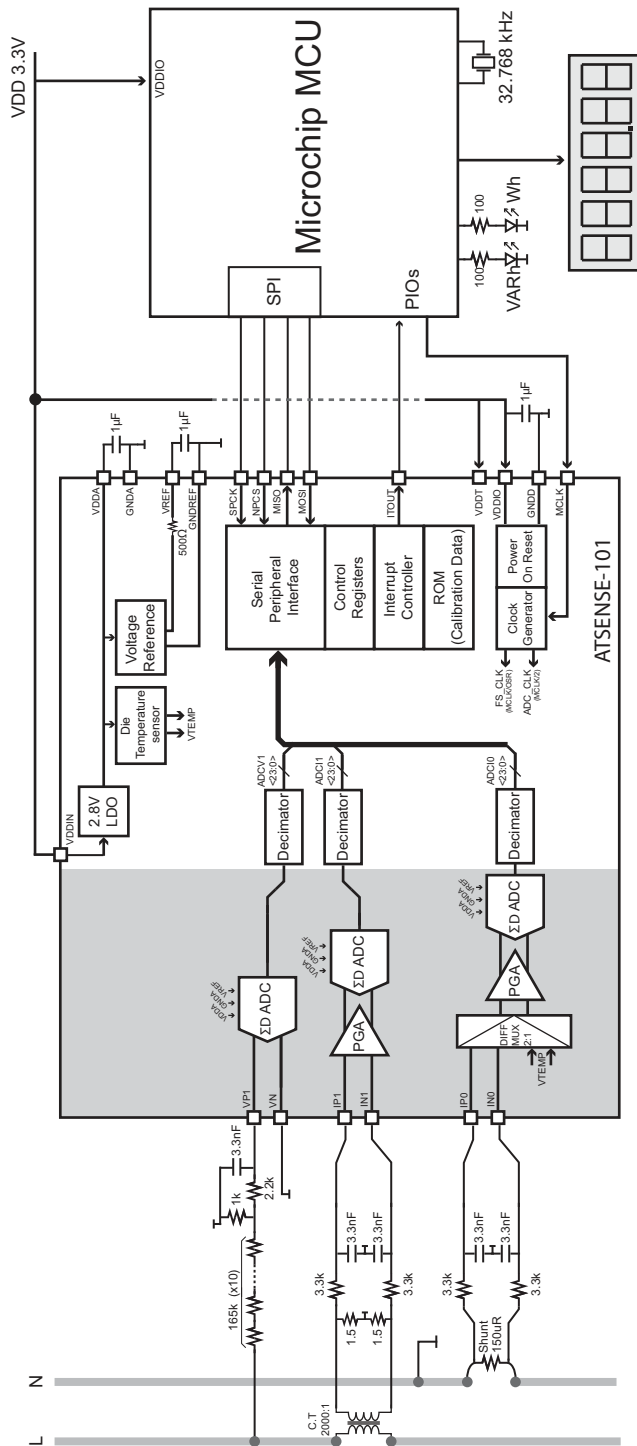 L
N
C.T
2000:1
165k (x10)
1k
3.3nF
2.2k
1.5
1.5
3.3k
3.3k
3.3nF
3.3nF
Shunt
150uR
3.3k
3.3k
3.3nF
3.3nF
VP1
VN
IP1
IN1
IP0
IN0
ΣD ADC
VDDA
GNDA
VREF
PGA
ΣD ADC
VDDA
GNDA
VREF
DIFF
MUX
2:1
VTEMP
PGA
ΣD ADC
VDDA
GNDA
VREF
Decimator
ADCV1
<23:0>
Decimator
ADCI1
<23:0>
Decimator
ADCI0
<23:0>
VDDIN
2.8V
LDO
Die
Temperature
sensor
VTEMP
Voltage
Reference
500Ω
VDDA
GNDA
VREF
GNDREF
1µF
1µF
Serial
Peripheral
Interface
Control
Registers
Interrupt
Controller
ROM
(Calibration Data)
SPCK
NPCS
MISO
MOSI
ITOUT
FS_CLK
(MCLK/OSR)
ADC_CLK
(MCLK/2)
Clock
Generator
Power
On Reset
VDDT
VDDIO
GNDD
MCLK
1µF
ATSENSE-101
VDD 3.3V
VDDIO
Microchip MCU
SPI
PIOs
100
100
VARh
Wh
32.768 kHz